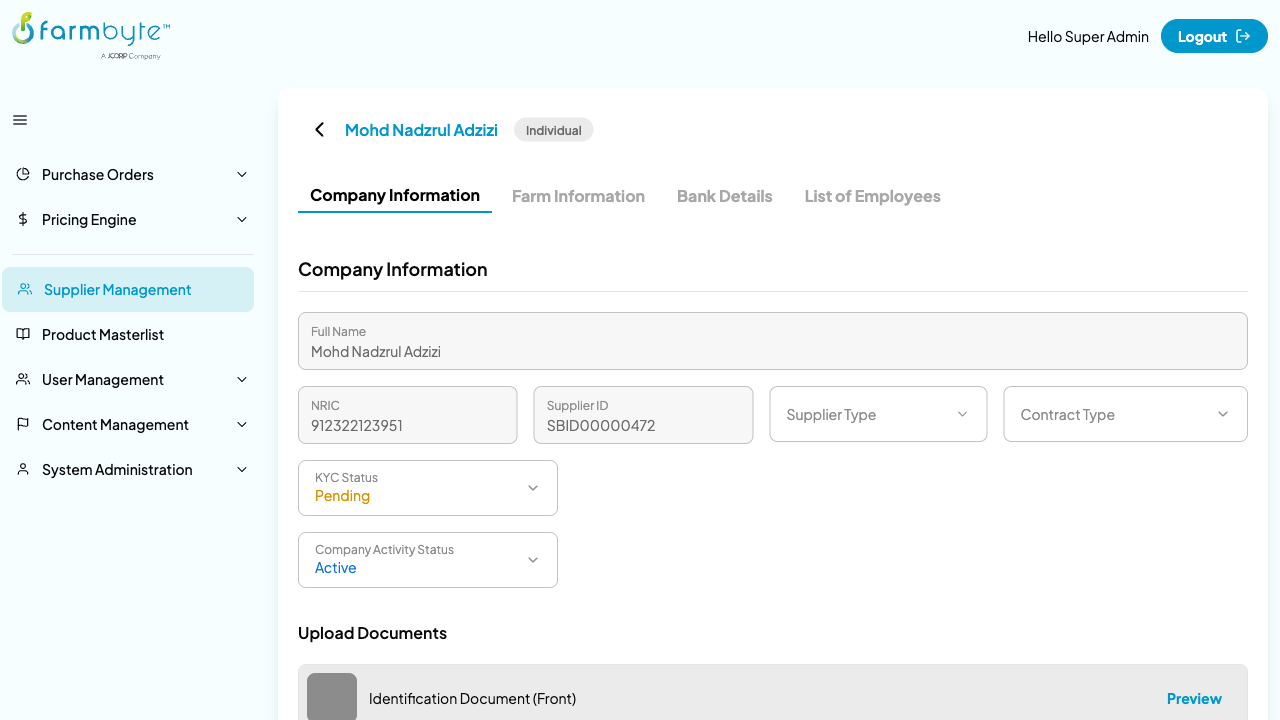 farmbyte™
A JCORP Company
Hello Super Admin
Logout
Purchase Orders
Pricing Engine
Supplier Management
Product Masterlist
User Management
Content Management
System Administration
Mohd Nadzrul Adzizi
Individual
Company Information
Farm Information
Bank Details
List of Employees
Company Information
Full Name
Mohd Nadzrul Adzizi
NRIC
912322123951
Supplier ID
SBID00000472
Supplier Type
Contract Type
KYC Status
Pending
Company Activity Status
Active
Upload Documents
Identification Document (Front)
Preview